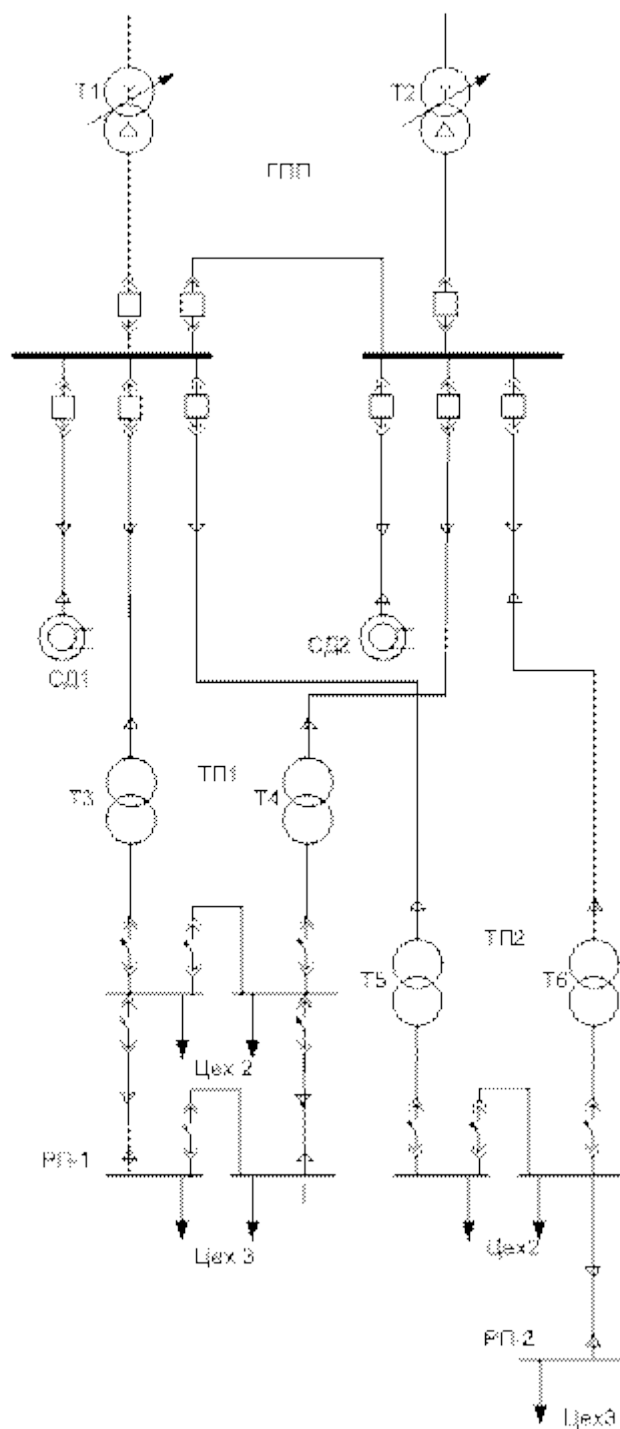 Т1
Т2
ГПП
СД1
СД2
Т3
ТП1
Т4
ТП2
Т5
Т6
Цех 2
РП-1
Цех 3
Цех2
РП-2
Цех3